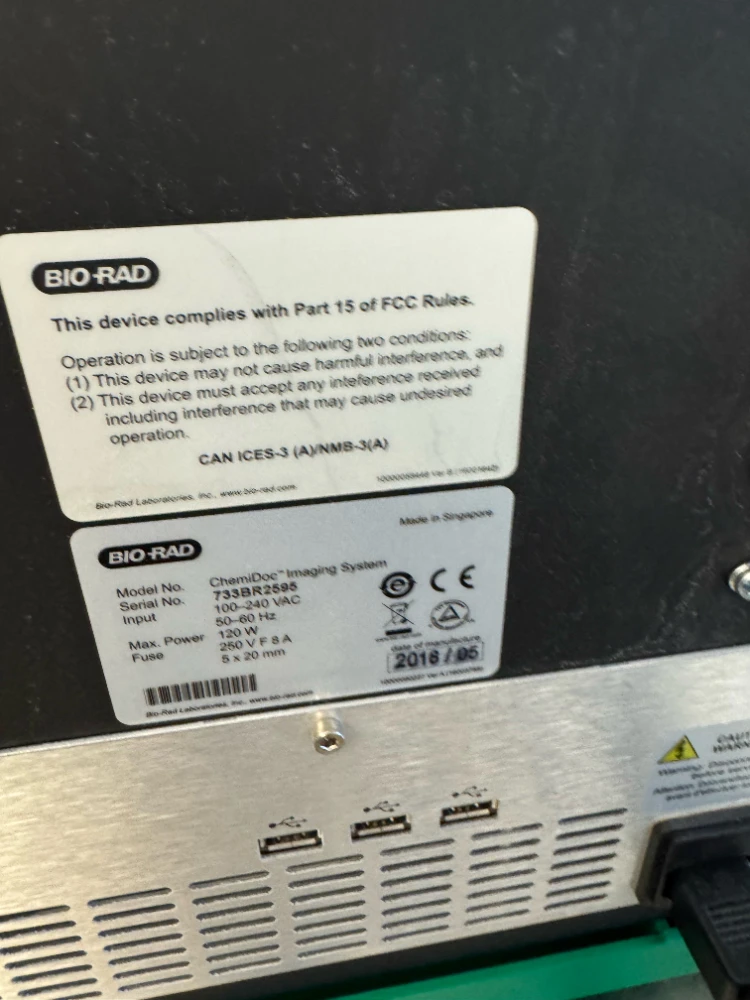 BIO-RAD
This device complies with Part 15 of FCC Rules.
Operation is subject to the following two conditions:
(1) This device may not cause harmful interference, and
(2) This device must accept any inteference received
including interference that may cause undesired
operation.
CAN ICES-3 (A)/NMB-3(A)
Bio-Rad Laboratories, Inc., www.bio-rad.com
Made in Singapore
BIO-RAD
Model No. ChemiDoc™ Imaging System
Serial No. 733BR2595
Input 100–240 VAC
50–60 Hz
Max. Power 120 W
Fuse 250 V F 8 A
5 x 20 mm
CE
date of manufacture
2016 / 05
Bio-Rad Laboratories, Inc., www.bio-rad.com
Warning:
Attention